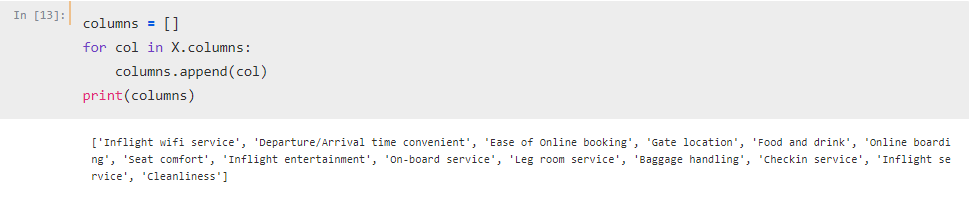 In [13]:
columns = []
for col in X.columns:
    columns.append(col)
print(columns)
['Inflight wifi service', 'Departure/Arrival time convenient', 'Ease of Online booking', 'Gate location', 'Food and drink', 'Online boardi
ng', 'Seat comfort', 'Inflight entertainment', 'On-board service', 'Leg room service', 'Baggage handling', 'Checkin service', 'Inflight se
rvice', 'Cleanliness']